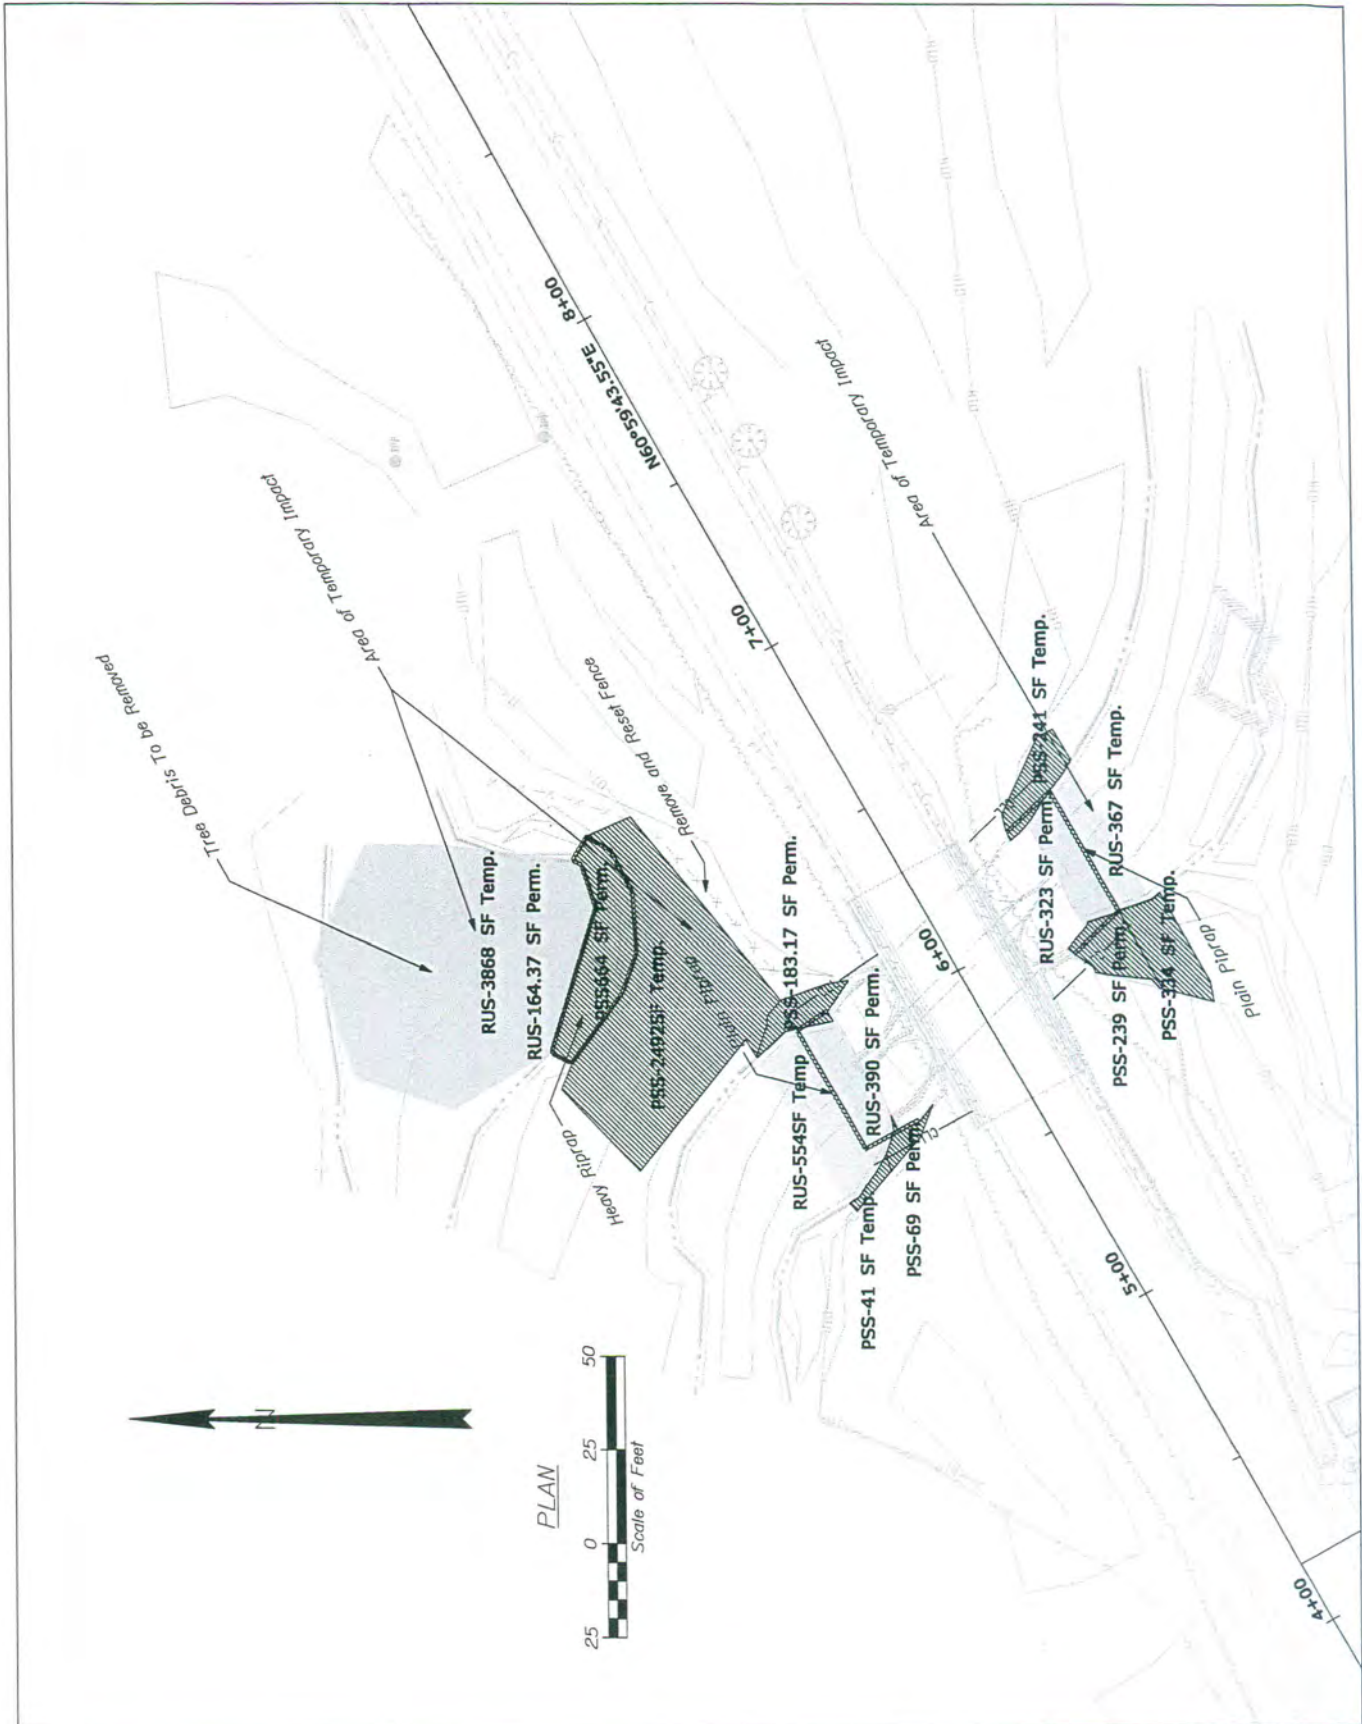 Tree Debris To be Removed
Area of Temporary Impact
RUS-3868 SF Temp.
RUS-164.37 SF Perm.
PSS664 SF Perm.
PSS-2492SF Temp.
Heavy Riprap
Plain Riprap
Remove and Reset Fence
8+00
N60°59'43.55"E
7+00
Area of Temporary Impact
PSS-183.17 SF Perm.
RUS-554SF Temp
RUS-390 SF Perm.
PSS-41 SF Temp.
PSS-69 SF Perm.
6+00
RUS-323 SF Perm.
PSS-241 SF Temp.
RUS-367 SF Temp.
PSS-239 SF Perm.
PSS-334 SF Temp.
Plain Riprap
5+00
4+00
N
PLAN
25 0 25 50
Scale of Feet